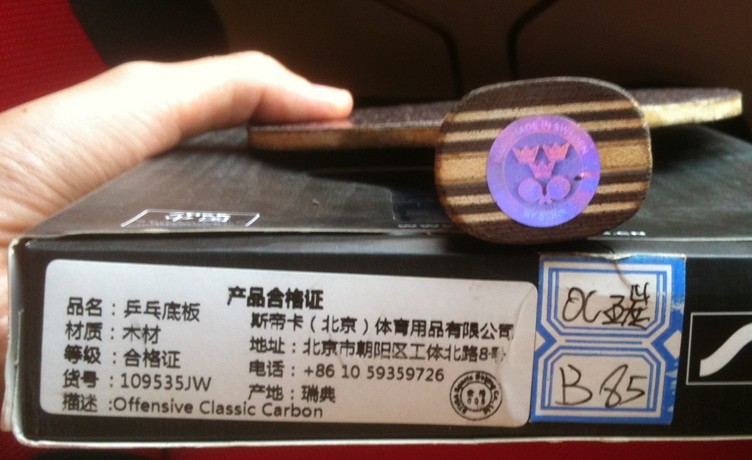 MADE IN SWEDEN
产品合格证
品名：乒乓底板
材质：木材
等级：合格证
货号：109535JW
描述：Offensive Classic Carbon
斯帝卡（北京）体育用品有限公司
地址：北京市朝阳区工体北路8号
电话：+86 10 59359726
产地：瑞典
OC
B 85